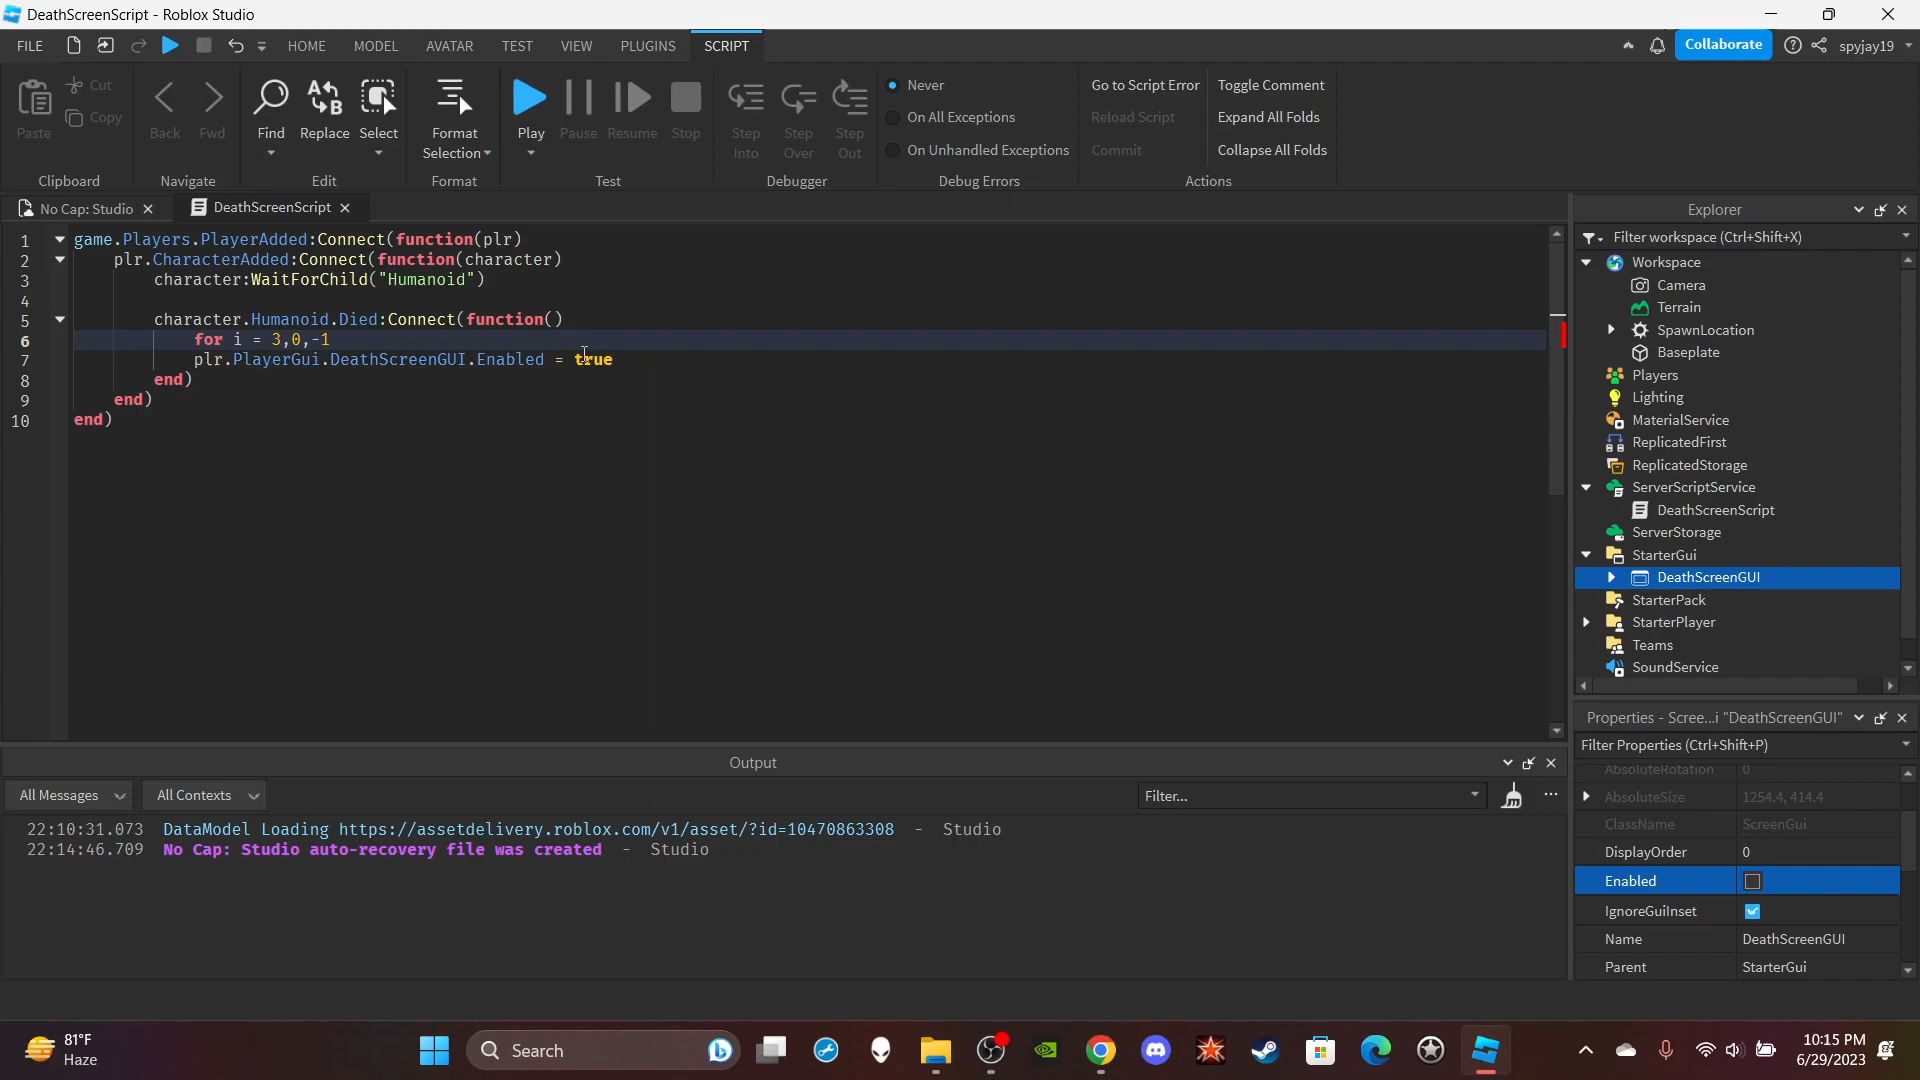 DeathScreenScript - Roblox Studio
FILE HOME MODEL AVATAR TEST VIEW PLUGINS SCRIPT Collaborate spyjay19
Paste Cut Copy Back Fwd Find Replace Select Format Selection Play Pause Resume Stop Step Into Step Over Step Out
Never Go to Script Error Toggle Comment
On All Exceptions Reload Script Expand All Folds
On Unhandled Exceptions Commit Collapse All Folds
Clipboard Navigate Edit Format Test Debugger Debug Errors Actions
No Cap: Studio DeathScreenScript
1 game.Players.PlayerAdded:Connect(function(plr)
2 plr.CharacterAdded:Connect(function(character)
3 character:WaitForChild("Humanoid")
4
5 character.Humanoid.Died:Connect(function()
6 for i = 3,0,-1
7 plr.PlayerGui.DeathScreenGUI.Enabled = true
8 end)
9 end)
10 end)
Explorer
Filter workspace (Ctrl+Shift+X)
Workspace
Camera
Terrain
SpawnLocation
Baseplate
Players
Lighting
MaterialService
ReplicatedFirst
ReplicatedStorage
ServerScriptService
DeathScreenScript
ServerStorage
StarterGui
DeathScreenGUI
StarterPack
StarterPlayer
Teams
SoundService
Properties - Scree...i "DeathScreenGUI"
Filter Properties (Ctrl+Shift+P)
AbsoluteRotation 0
AbsoluteSize 1254.4, 414.4
ClassName ScreenGui
DisplayOrder 0
Enabled
IgnoreGuiInset
Name DeathScreenGUI
Parent StarterGui
Output
All Messages All Contexts Filter...
22:10:31.073 DataModel Loading https://assetdelivery.roblox.com/v1/asset/?id=10470863308 - Studio
22:14:46.709 No Cap: Studio auto-recovery file was created - Studio
81°F
Haze
Search
10:15 PM
6/29/2023